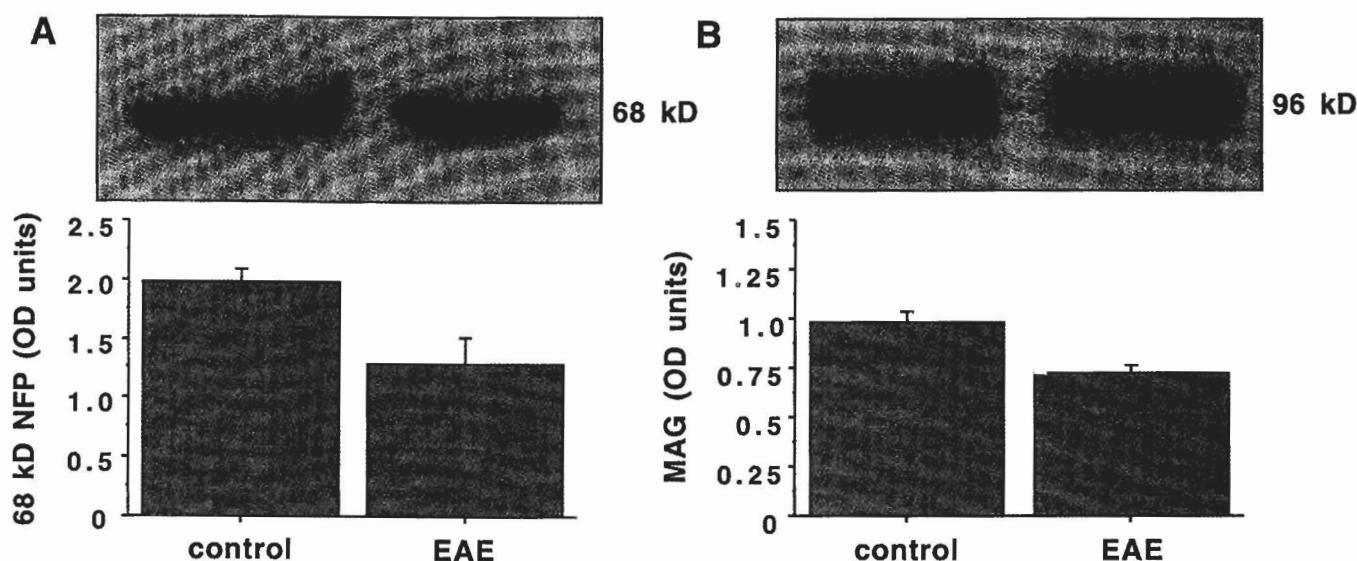 A
68 kD
B
96 kD
68 kD NFP (OD units)
2.5
2.0
1.5
1.0
0.5
0
control
EAE
MAG (OD units)
1.5
1.25
1.0
0.75
0.5
0.25
0
control
EAE